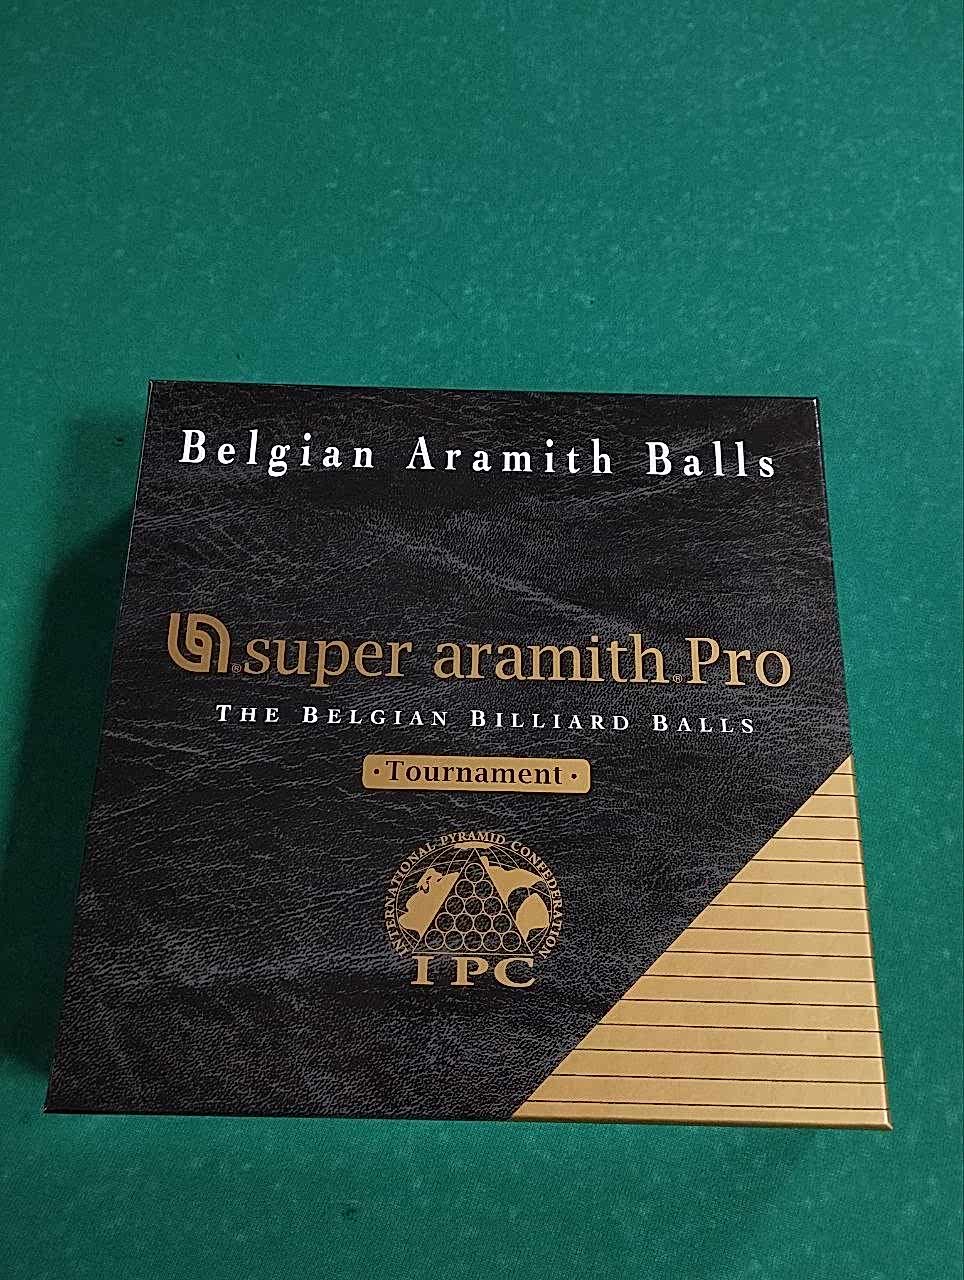 Belgian Aramith Balls
® super aramith® Pro
THE BELGIAN BILLIARD BALLS
·Tournament·
INTERNATIONAL PYRAMID CONFEDERATION
IPC